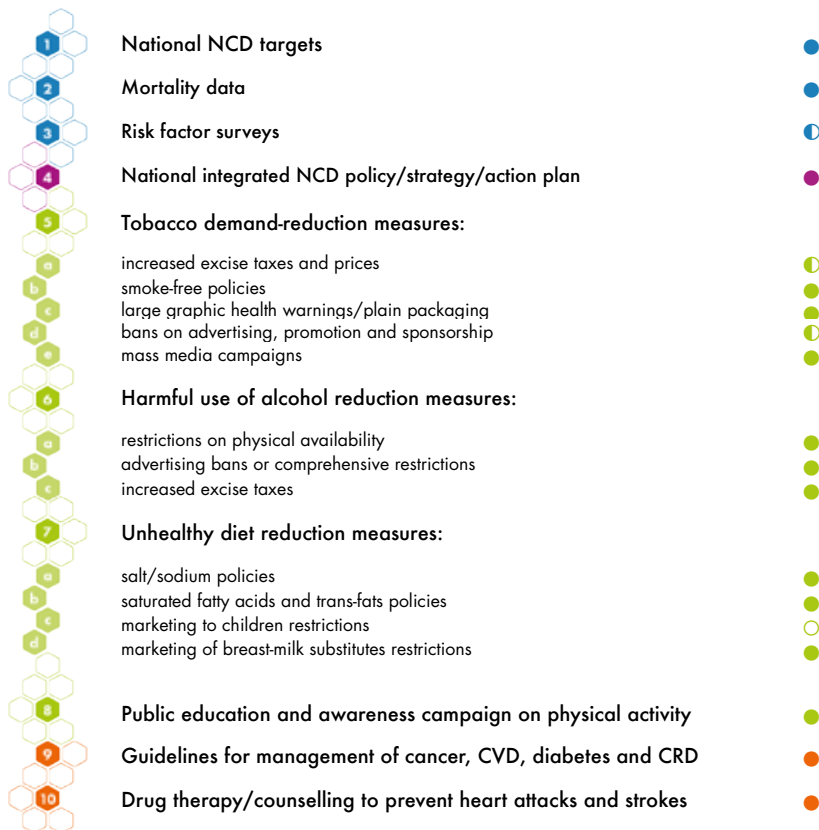 1 National NCD targets
2 Mortality data
3 Risk factor surveys
4 National integrated NCD policy/strategy/action plan
5 Tobacco demand-reduction measures:
a increased excise taxes and prices
b smoke-free policies
c large graphic health warnings/plain packaging
d bans on advertising, promotion and sponsorship
e mass media campaigns
6 Harmful use of alcohol reduction measures:
a restrictions on physical availability
b advertising bans or comprehensive restrictions
c increased excise taxes
7 Unhealthy diet reduction measures:
a salt/sodium policies
b saturated fatty acids and trans-fats policies
c marketing to children restrictions
d marketing of breast-milk substitutes restrictions
8 Public education and awareness campaign on physical activity
9 Guidelines for management of cancer, CVD, diabetes and CRD
10 Drug therapy/counselling to prevent heart attacks and strokes